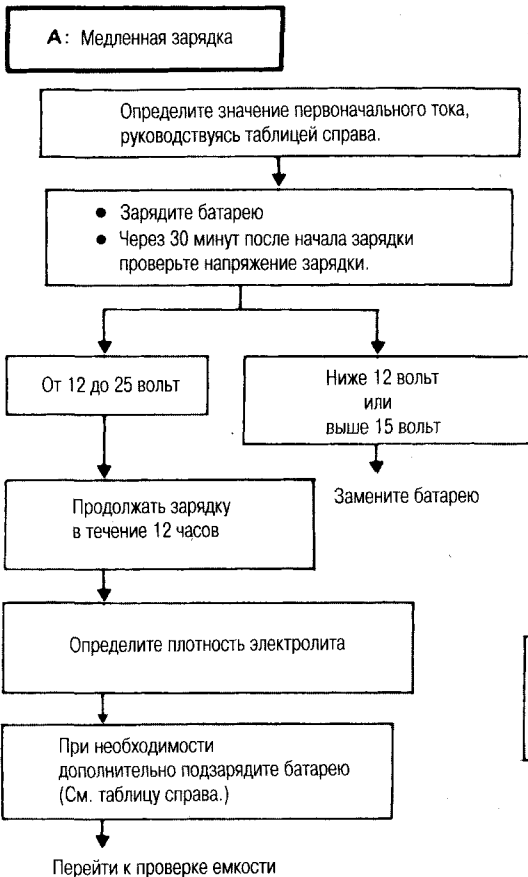 А: Медленная зарядка
Определите значение первоначального тока,
руководствуясь таблицей справа.
● Зарядите батарею
● Через 30 минут после начала зарядки
проверьте напряжение зарядки.
От 12 до 25 вольт
Ниже 12 вольт
или
выше 15 вольт
Замените батарею
Продолжать зарядку
в течение 12 часов
Определите плотность электролита
При необходимости
дополнительно подзарядите батарею
(См. таблицу справа.)
Перейти к проверке емкости